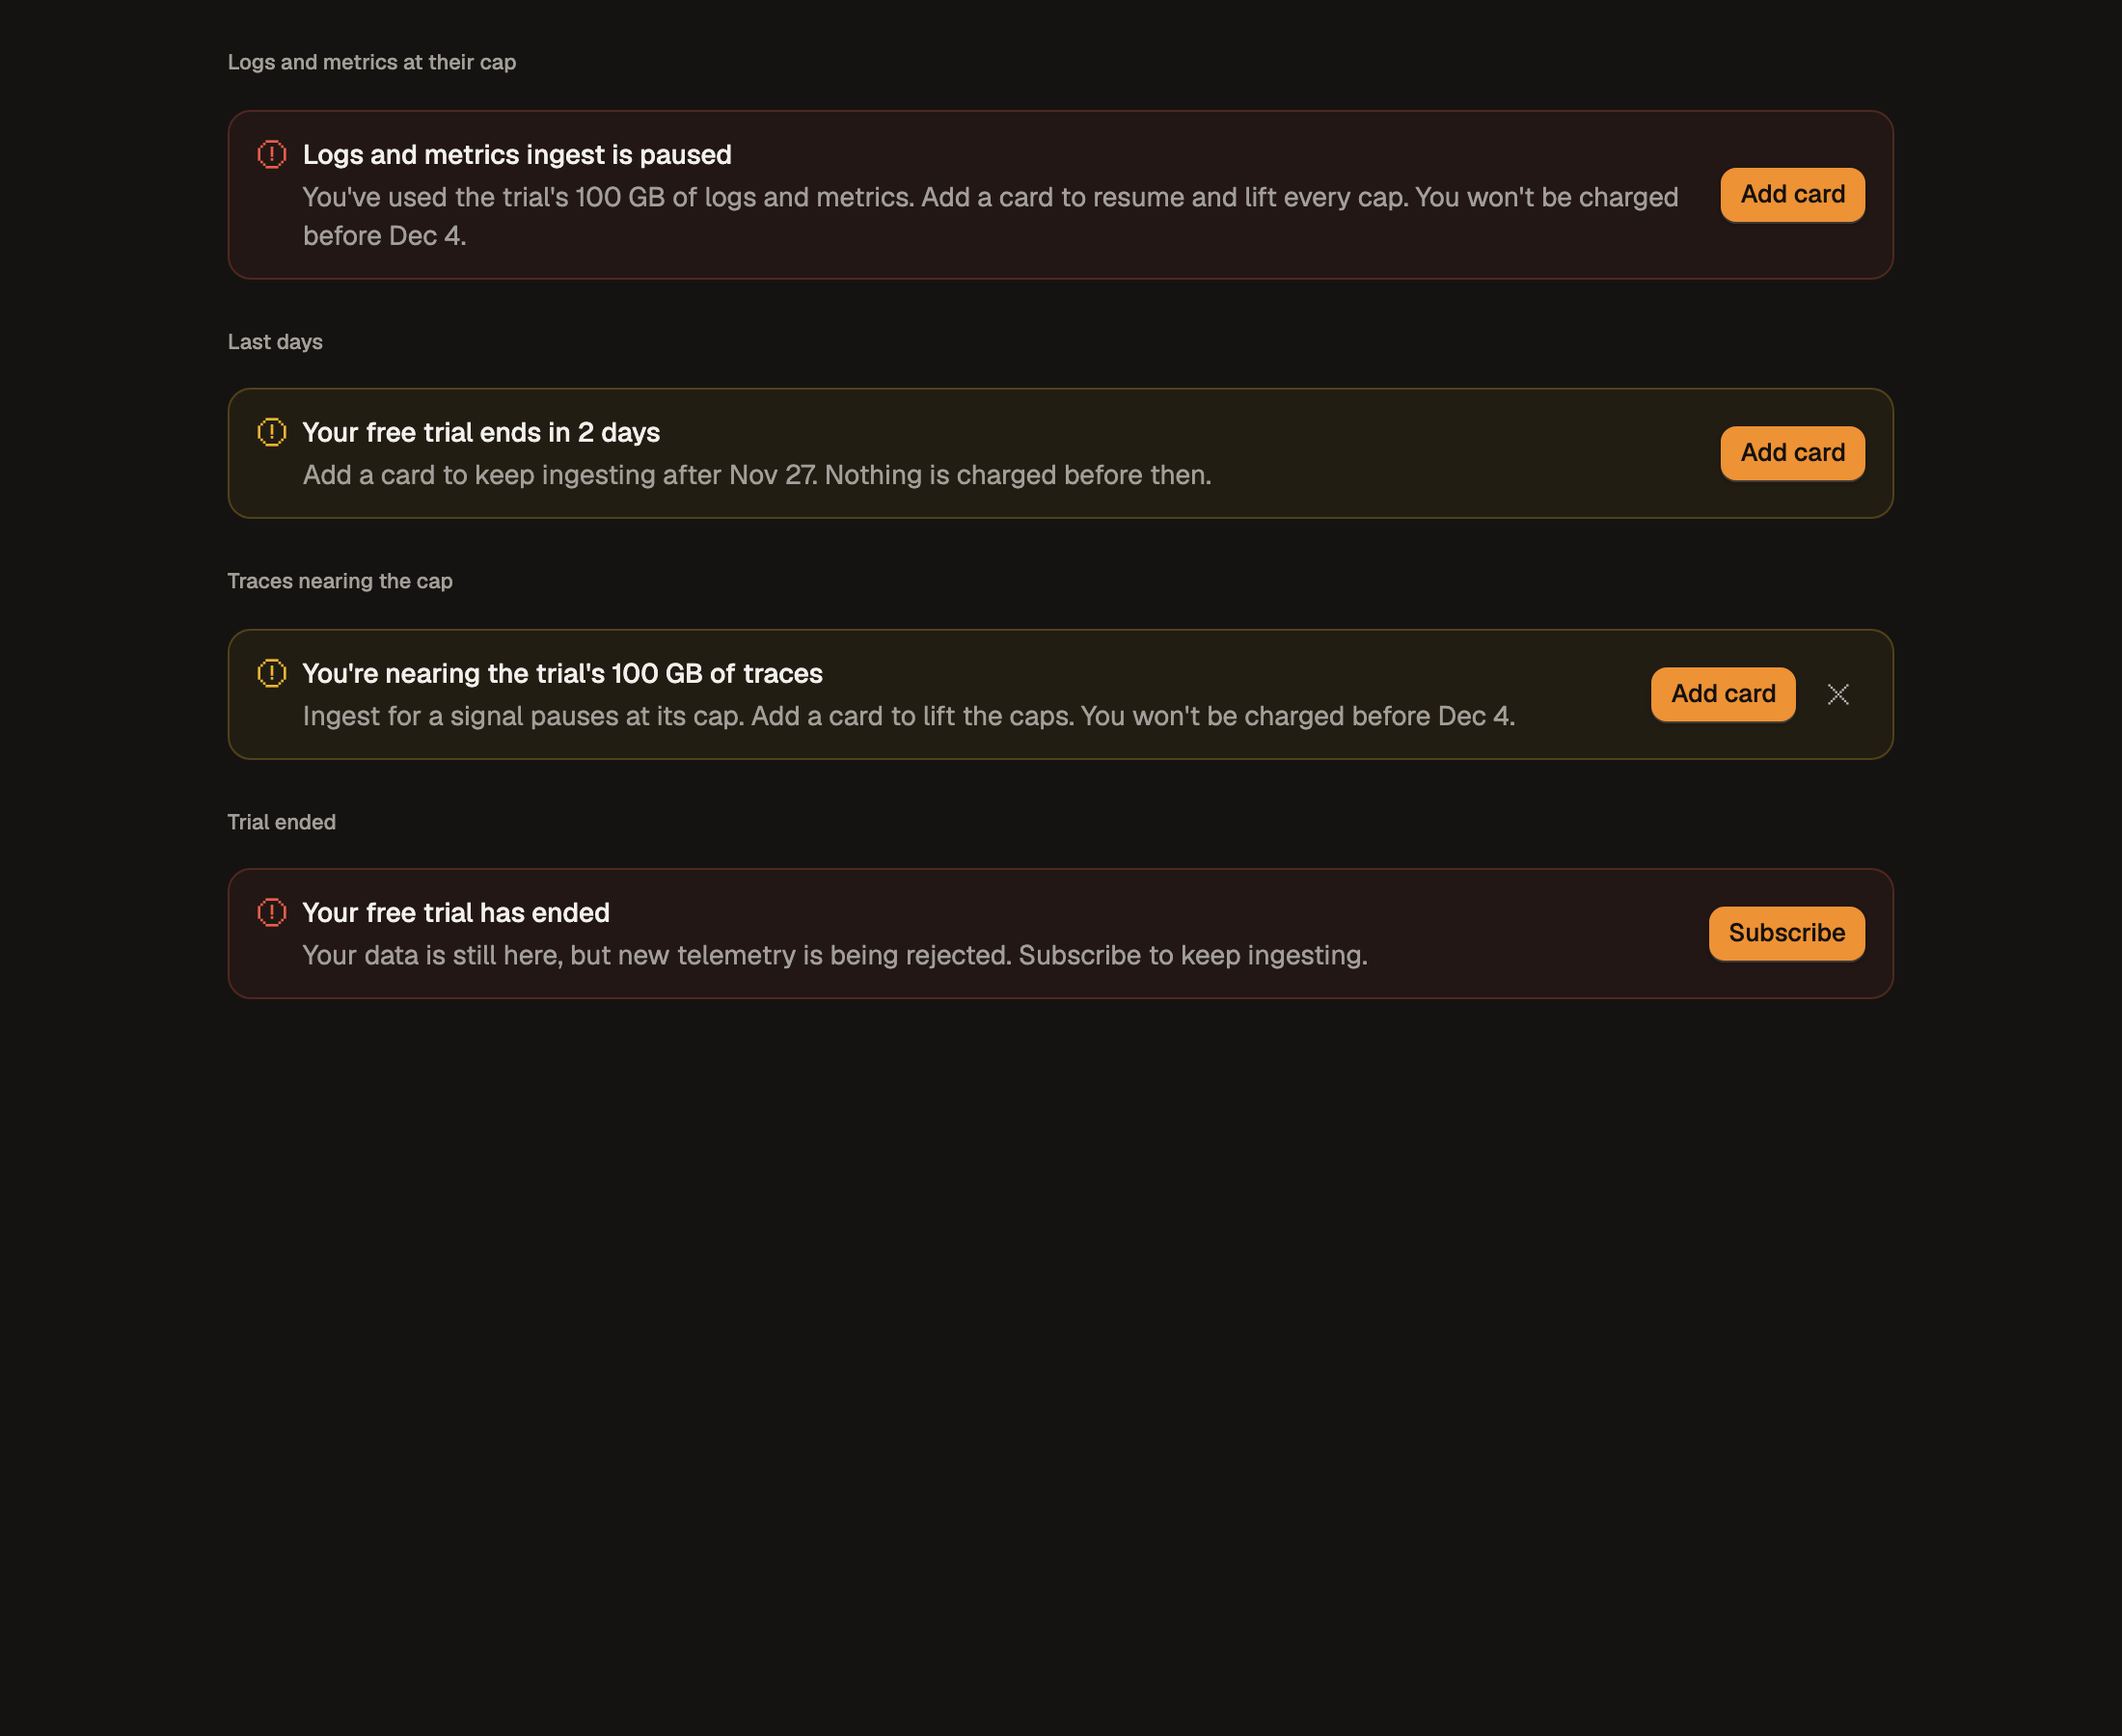 Logs and metrics at their cap
Logs and metrics ingest is paused
You've used the trial's 100 GB of logs and metrics. Add a card to resume and lift every cap. You won't be charged
before Dec 4.
Add card
Last days
Your free trial ends in 2 days
Add a card to keep ingesting after Nov 27. Nothing is charged before then.
Add card
Traces nearing the cap
You're nearing the trial's 100 GB of traces
Ingest for a signal pauses at its cap. Add a card to lift the caps. You won't be charged before Dec 4.
Add card
Trial ended
Your free trial has ended
Your data is still here, but new telemetry is being rejected. Subscribe to keep ingesting.
Subscribe